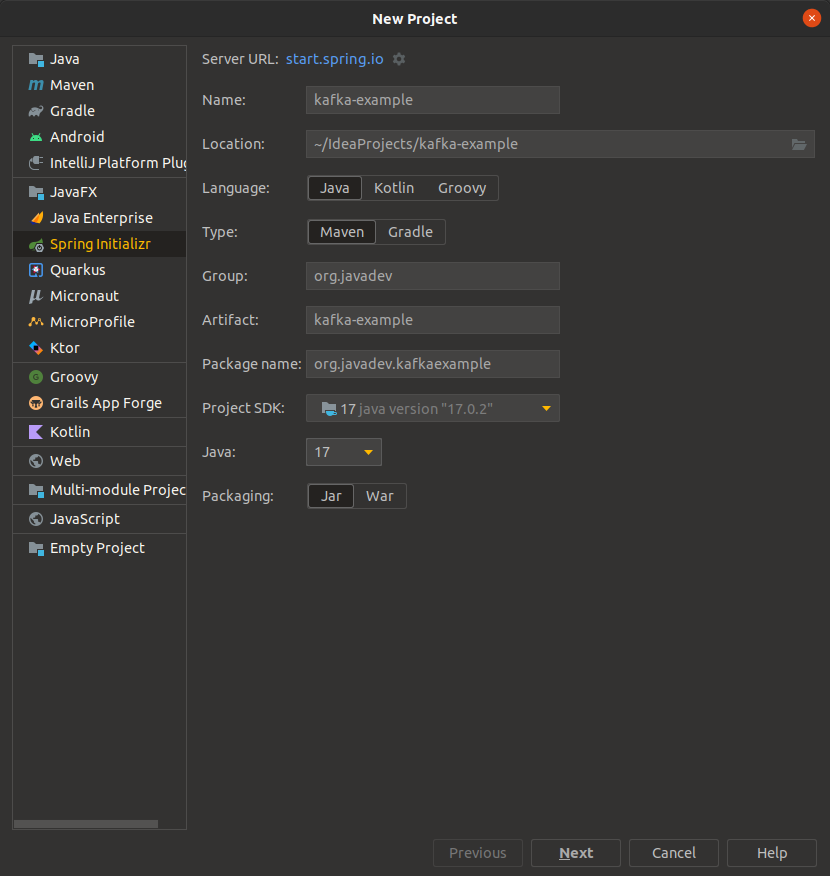 New Project
Java
Maven
Gradle
Android
IntelliJ Platform Plug
JavaFX
Java Enterprise
Spring Initializr
Quarkus
Micronaut
MicroProfile
Ktor
Groovy
Grails App Forge
Kotlin
Web
Multi-module Projec
JavaScript
Empty Project
Server URL: start.spring.io
Name: kafka-example
Location: ~/IdeaProjects/kafka-example
Language: Java Kotlin Groovy
Type: Maven Gradle
Group: org.javadev
Artifact: kafka-example
Package name: org.javadev.kafkaexample
Project SDK: 17 java version "17.0.2"
Java: 17
Packaging: Jar War
Previous Next Cancel Help